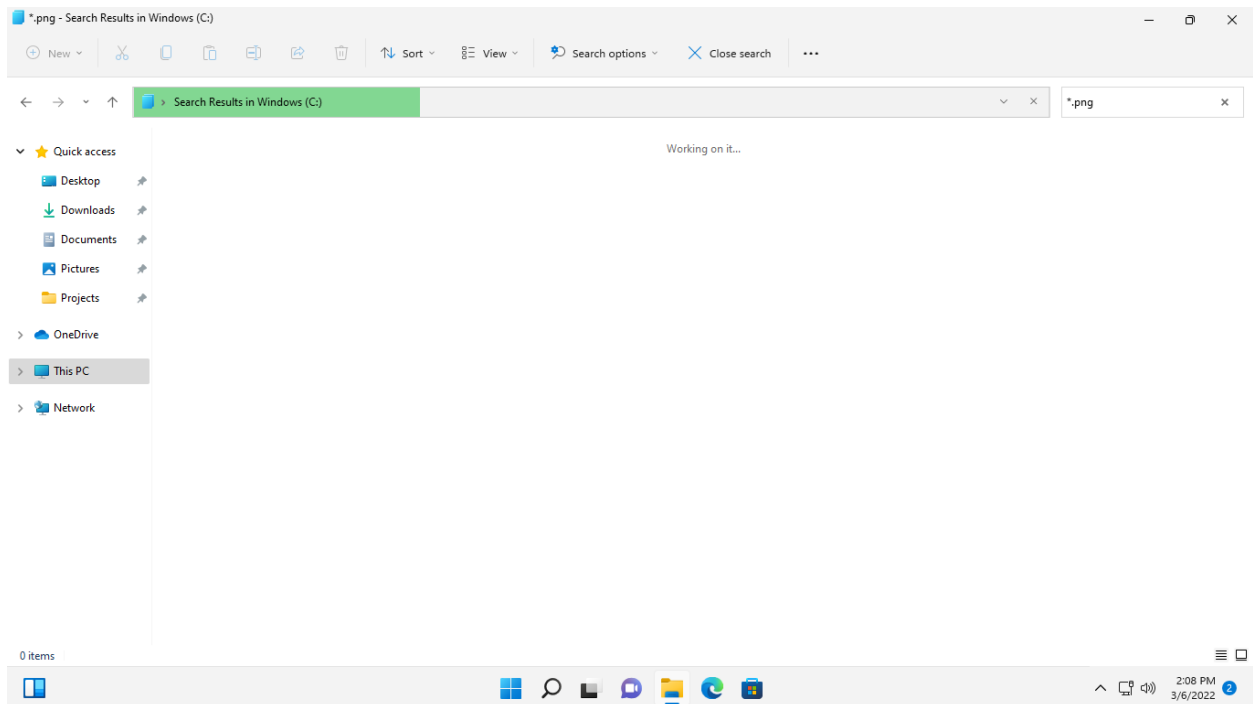 *.png - Search Results in Windows (C:)
New
Sort
View
Search options
Close search
Search Results in Windows (C:)
*.png
Quick access
Working on it...
Desktop
Downloads
Documents
Pictures
Projects
OneDrive
This PC
Network
0 items
2:08 PM
3/6/2022
2